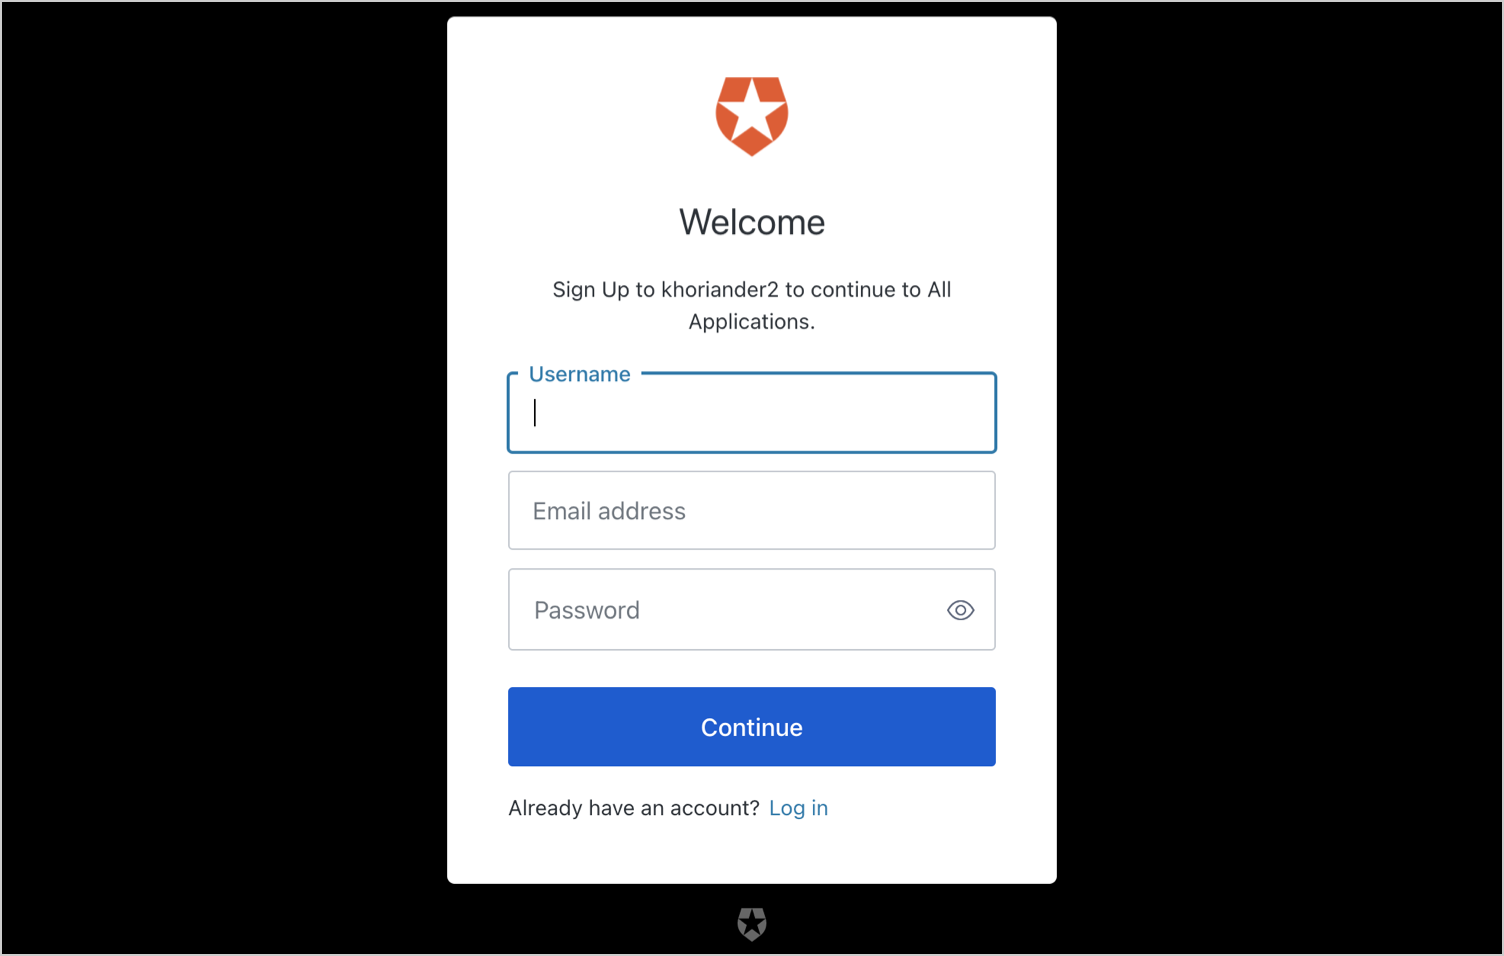 Welcome
Sign Up to khoriander2 to continue to All
Applications.
Username
Email address
Password
Continue
Already have an account? Log in